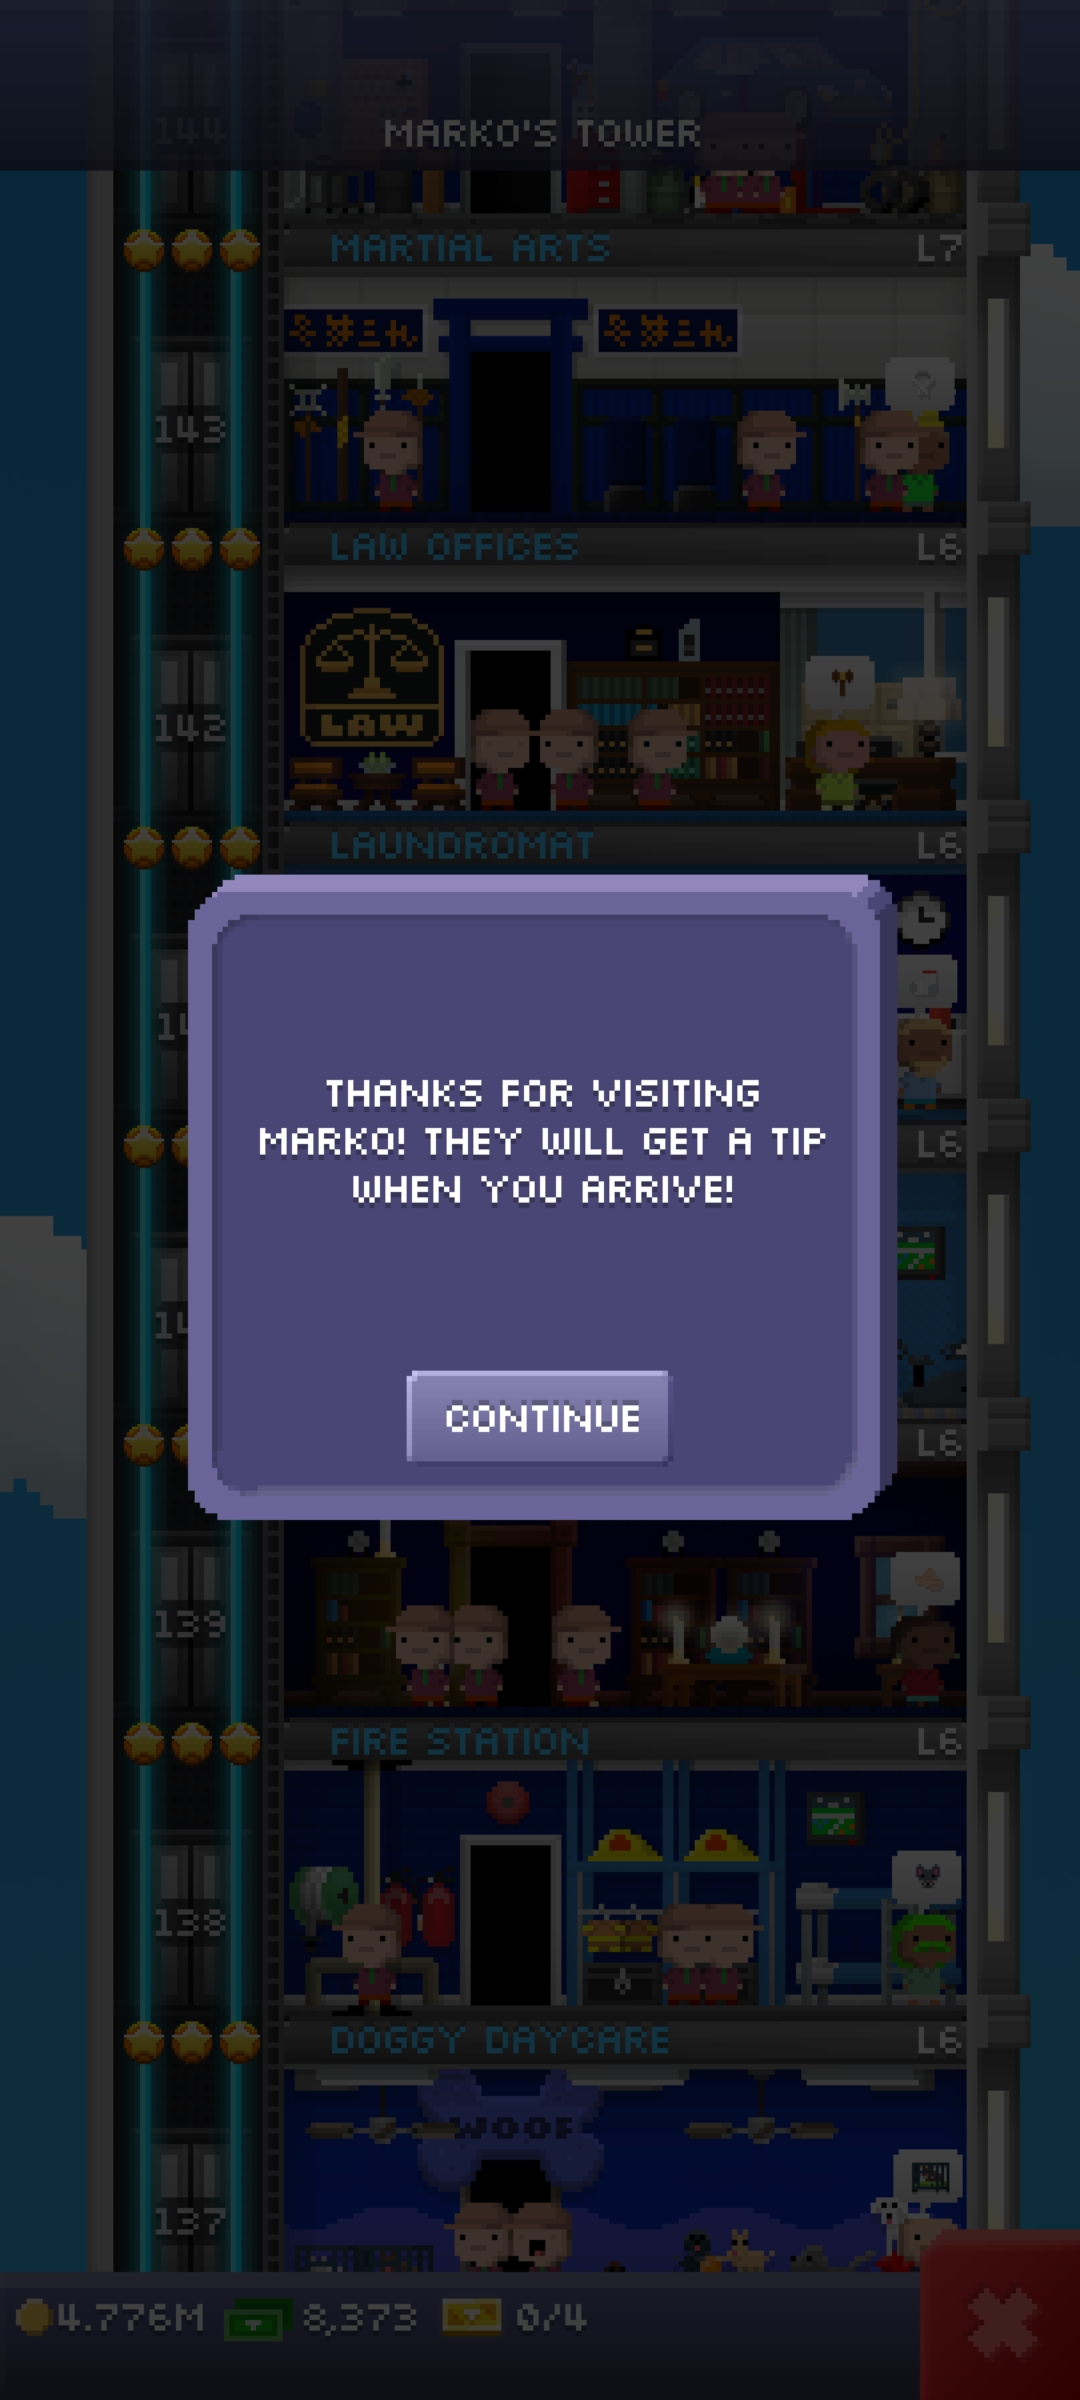 144
MARKO'S TOWER
MARTIAL ARTS L7
143
LAW OFFICES L6
LAW
142
LAUNDROMAT L6
14
L6
THANKS FOR VISITING
MARKO! THEY WILL GET A TIP
WHEN YOU ARRIVE!
14
CONTINUE
L6
139
FIRE STATION L6
138
DOGGY DAYCARE L6
WOOF
137
4.776M 8,373 0/4